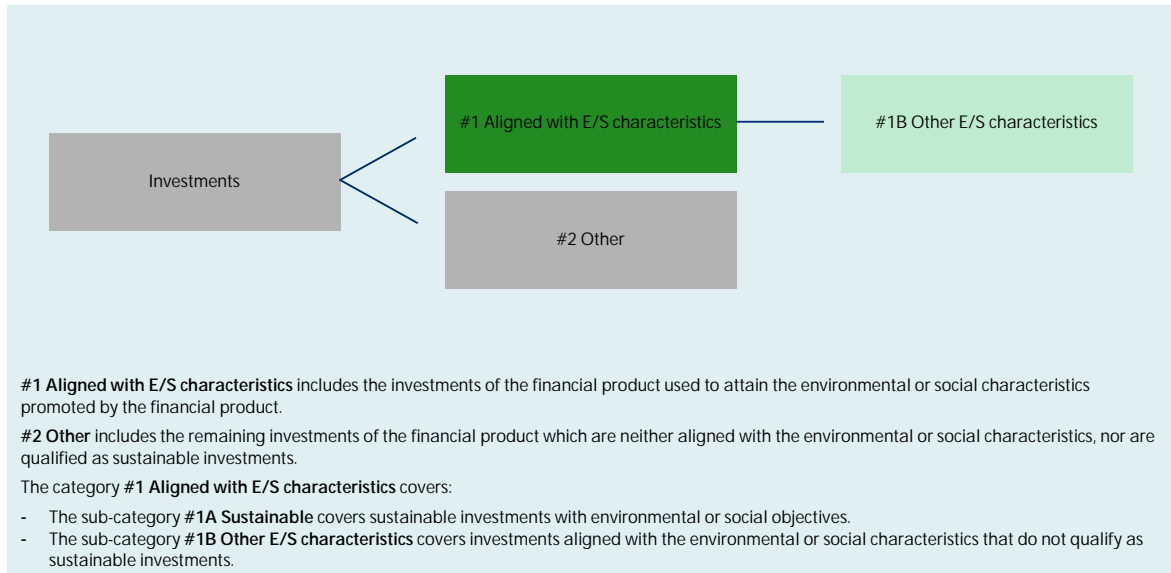 #1 Aligned with E/S characteristics
#1B Other E/S characteristics
Investments
#2 Other
#1 Aligned with E/S characteristics includes the investments of the financial product used to attain the environmental or social characteristics
promoted by the financial product.
#2 Other includes the remaining investments of the financial product which are neither aligned with the environmental or social characteristics, nor are
qualified as sustainable investments.
The category #1 Aligned with E/S characteristics covers:
- The sub-category #1A Sustainable covers sustainable investments with environmental or social objectives.
- The sub-category #1B Other E/S characteristics covers investments aligned with the environmental or social characteristics that do not qualify as
sustainable investments.